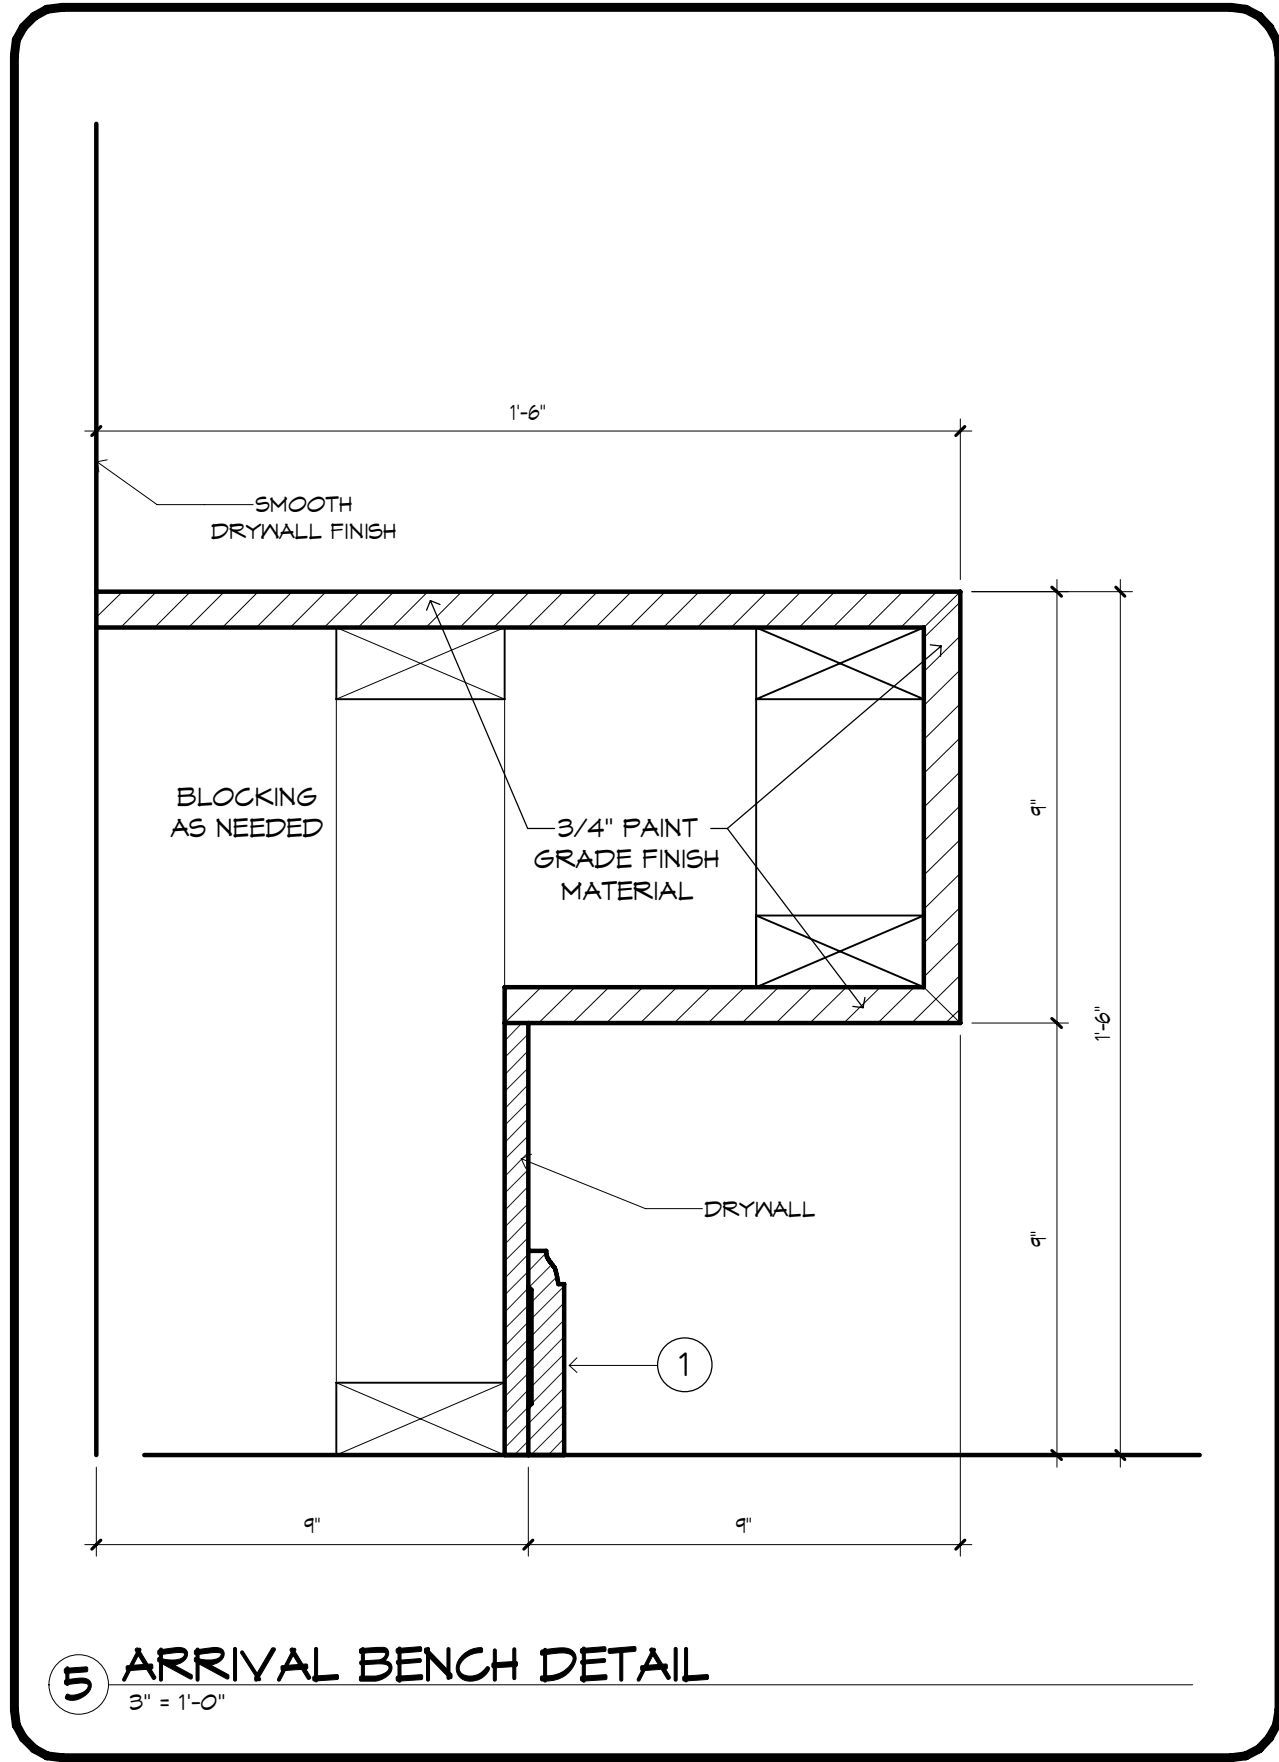 1'-6"
SMOOTH
DRYWALL FINISH
BLOCKING
AS NEEDED
3/4" PAINT
GRADE FINISH
MATERIAL
9"
1'-6"
DRYWALL
9"
1
9"
9"
5
ARRIVAL BENCH DETAIL
3" = 1'-0"